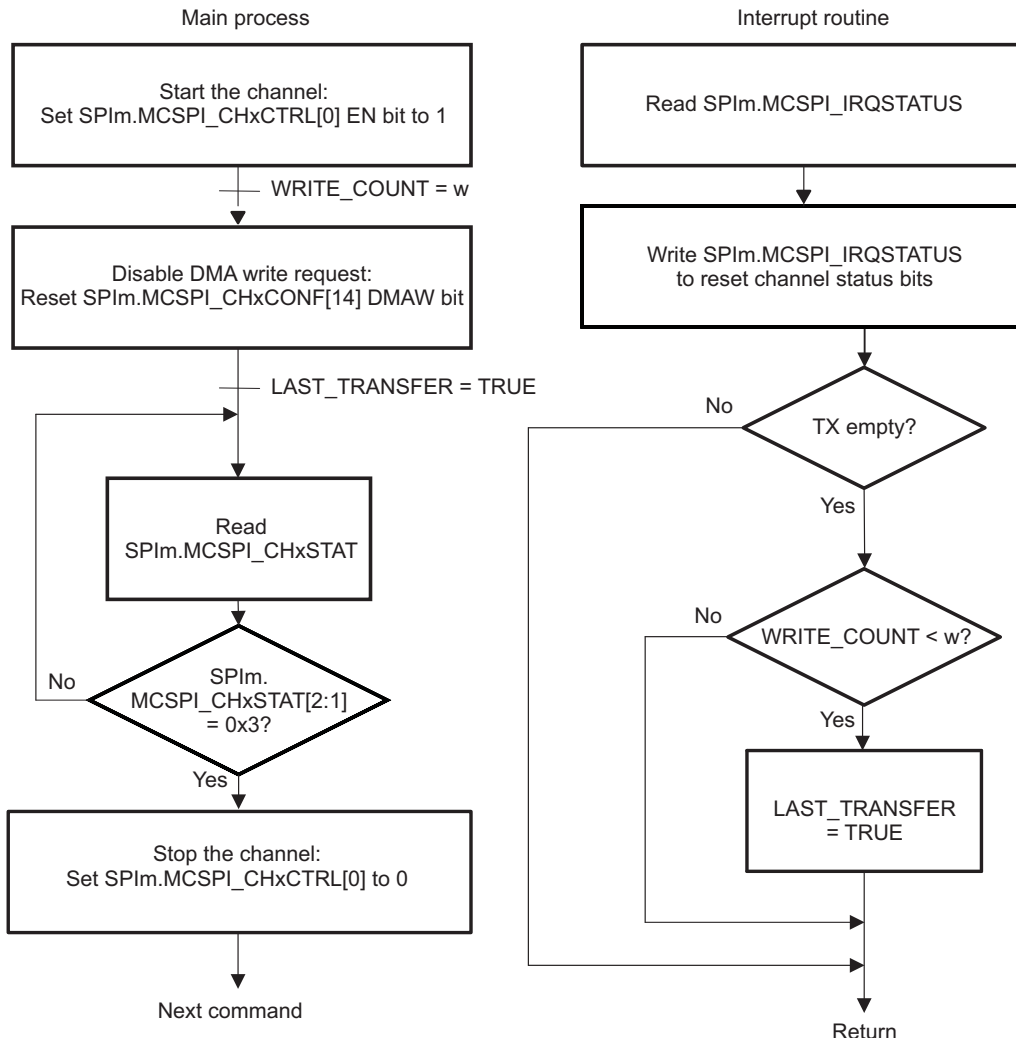 Main process
Start the channel:
Set SPIm.MCSPI_CHxCTRL[0] EN bit to 1
WRITE_COUNT = w
Disable DMA write request:
Reset SPIm.MCSPI_CHxCONF[14] DMAW bit
LAST_TRANSFER = TRUE
Read
SPIm.MCSPI_CHxSTAT
No
SPIm.
MCSPI_CHxSTAT[2:1]
= 0x3?
Yes
Stop the channel:
Set SPIm.MCSPI_CHxCTRL[0] to 0
Next command
Interrupt routine
Read SPIm.MCSPI_IRQSTATUS
Write SPIm.MCSPI_IRQSTATUS
to reset channel status bits
No
TX empty?
Yes
No
WRITE_COUNT < w?
Yes
LAST_TRANSFER
= TRUE
Return